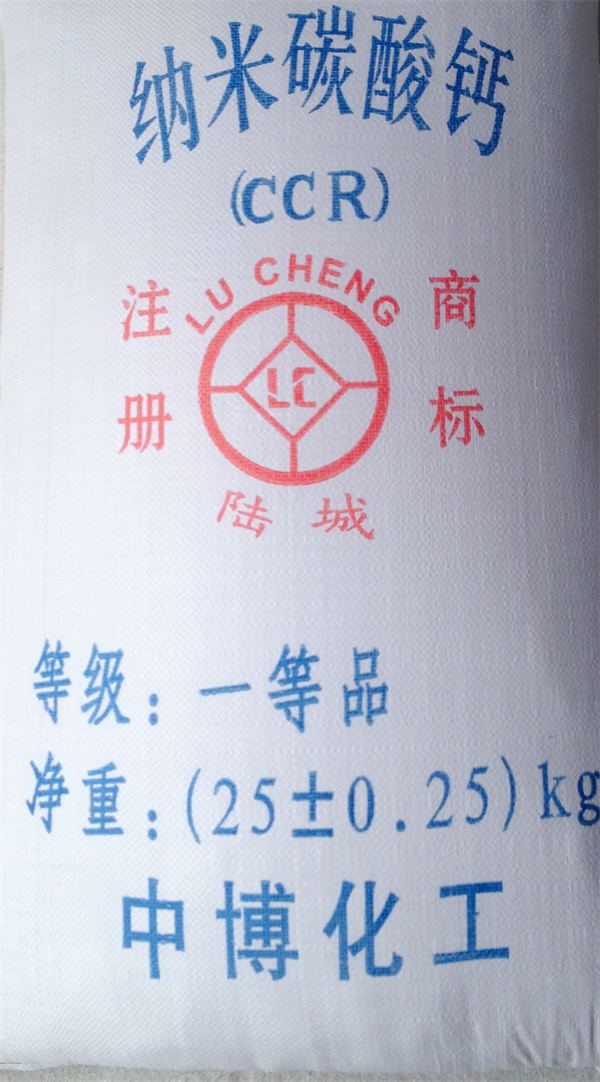 纳米碳酸钙
(CCR)
LU CHENG
注册
商标
LC
陆城
等级：一等品
净重：(25±0.25)kg
中博化工